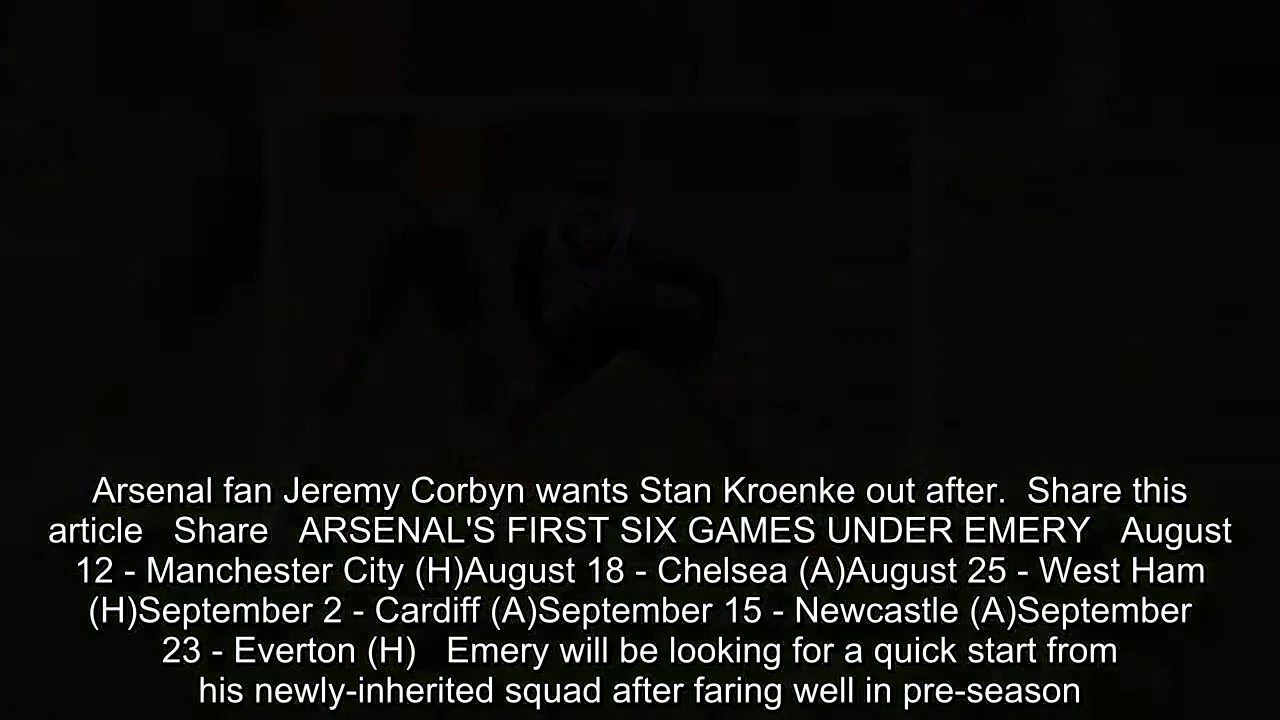 Arsenal fan Jeremy Corbyn wants Stan Kroenke out after.  Share this
article   Share   ARSENAL'S FIRST SIX GAMES UNDER EMERY   August
12 - Manchester City (H)August 18 - Chelsea (A)August 25 - West Ham
(H)September 2 - Cardiff (A)September 15 - Newcastle (A)September
23 - Everton (H)   Emery will be looking for a quick start from
his newly-inherited squad after faring well in pre-season